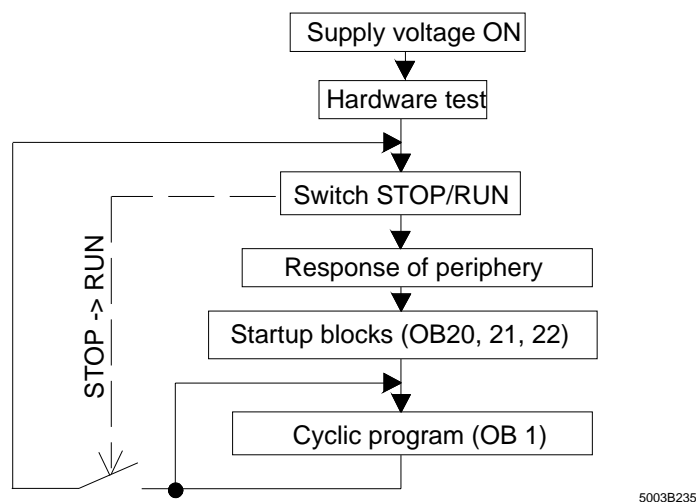 Supply voltage ON
Hardware test
Switch STOP/RUN
STOP -> RUN
Response of periphery
Startup blocks (OB20, 21, 22)
Cyclic program (OB 1)
5003B235